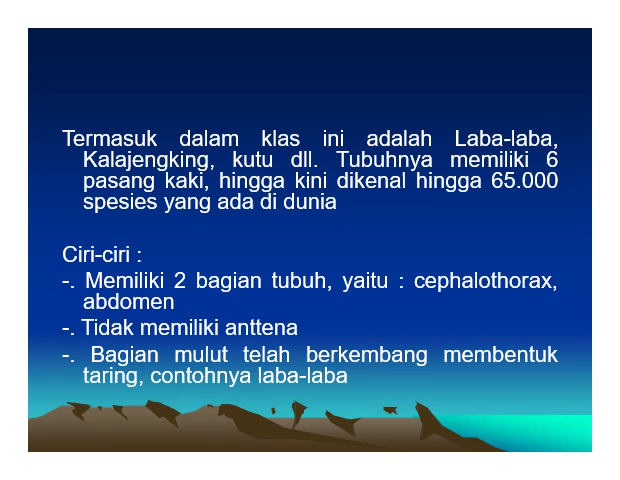 Termasuk dalam klas ini adalah Laba-laba,
Kalajengking, kutu dll. Tubuhnya memiliki 6
pasang kaki, hingga kini dikenal hingga 65.000
spesies yang ada di dunia
Ciri-ciri :
-. Memiliki 2 bagian tubuh, yaitu : cephalothorax,
abdomen
-. Tidak memiliki anttena
-. Bagian mulut telah berkembang membentuk
taring, contohnya laba-laba